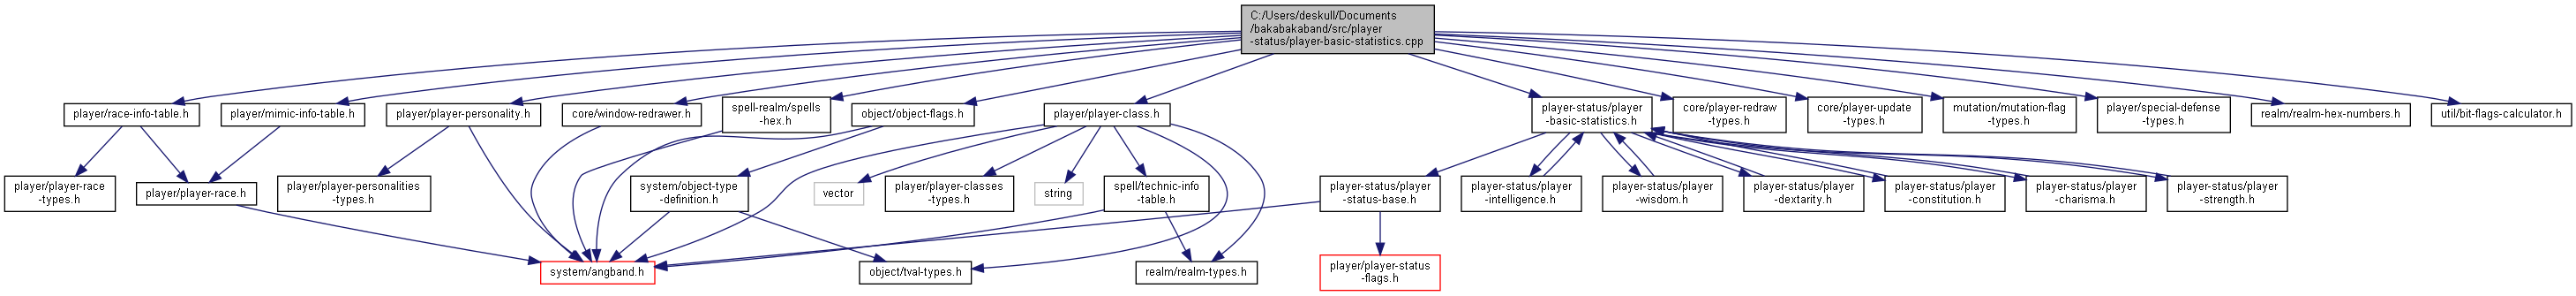 C:/Users/deskull/Documents
/bakabakaband/src/player
-status/player-basic-statistics.cpp
player/race-info-table.h
player/mimic-info-table.h
player/player-personality.h
core/window-redrawer.h
spell-realm/spells
-hex.h
object/object-flags.h
player/player-class.h
player-status/player
-basic-statistics.h
core/player-redraw
-types.h
core/player-update
-types.h
mutation/mutation-flag
-types.h
player/special-defense
-types.h
realm/realm-hex-numbers.h
util/bit-flags-calculator.h
player/player-race
-types.h
player/player-race.h
player/player-personalities
-types.h
system/object-type
-definition.h
vector
player/player-classes
-types.h
string
spell/technic-info
-table.h
player-status/player
-status-base.h
player-status/player
-intelligence.h
player-status/player
-wisdom.h
player-status/player
-dextarity.h
player-status/player
-constitution.h
player-status/player
-charisma.h
player-status/player
-strength.h
system/angband.h
object/tval-types.h
realm/realm-types.h
player/player-status
-flags.h